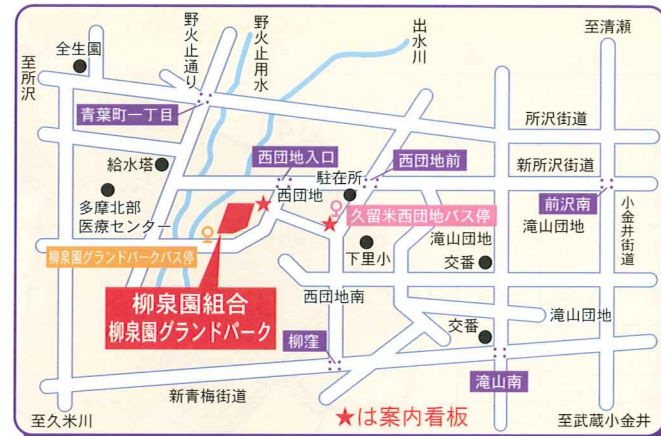 至清瀬
野火止通り
野火止用水
出水川
全生園
至所沢
青葉町一丁目
所沢街道
給水塔
西団地入口
駐在所
西団地前
新所沢街道
西団地
前沢南
多摩北部
医療センター
久留米西団地バス停
滝山団地
小金井街道
柳泉園グランドパークバス停
下里小
滝山団地
交番
柳泉園組合
柳泉園グランドパーク
西団地南
滝山団地
交番
柳窪
滝山南
新青梅街道
至久米川
★は案内看板
至武蔵小金井